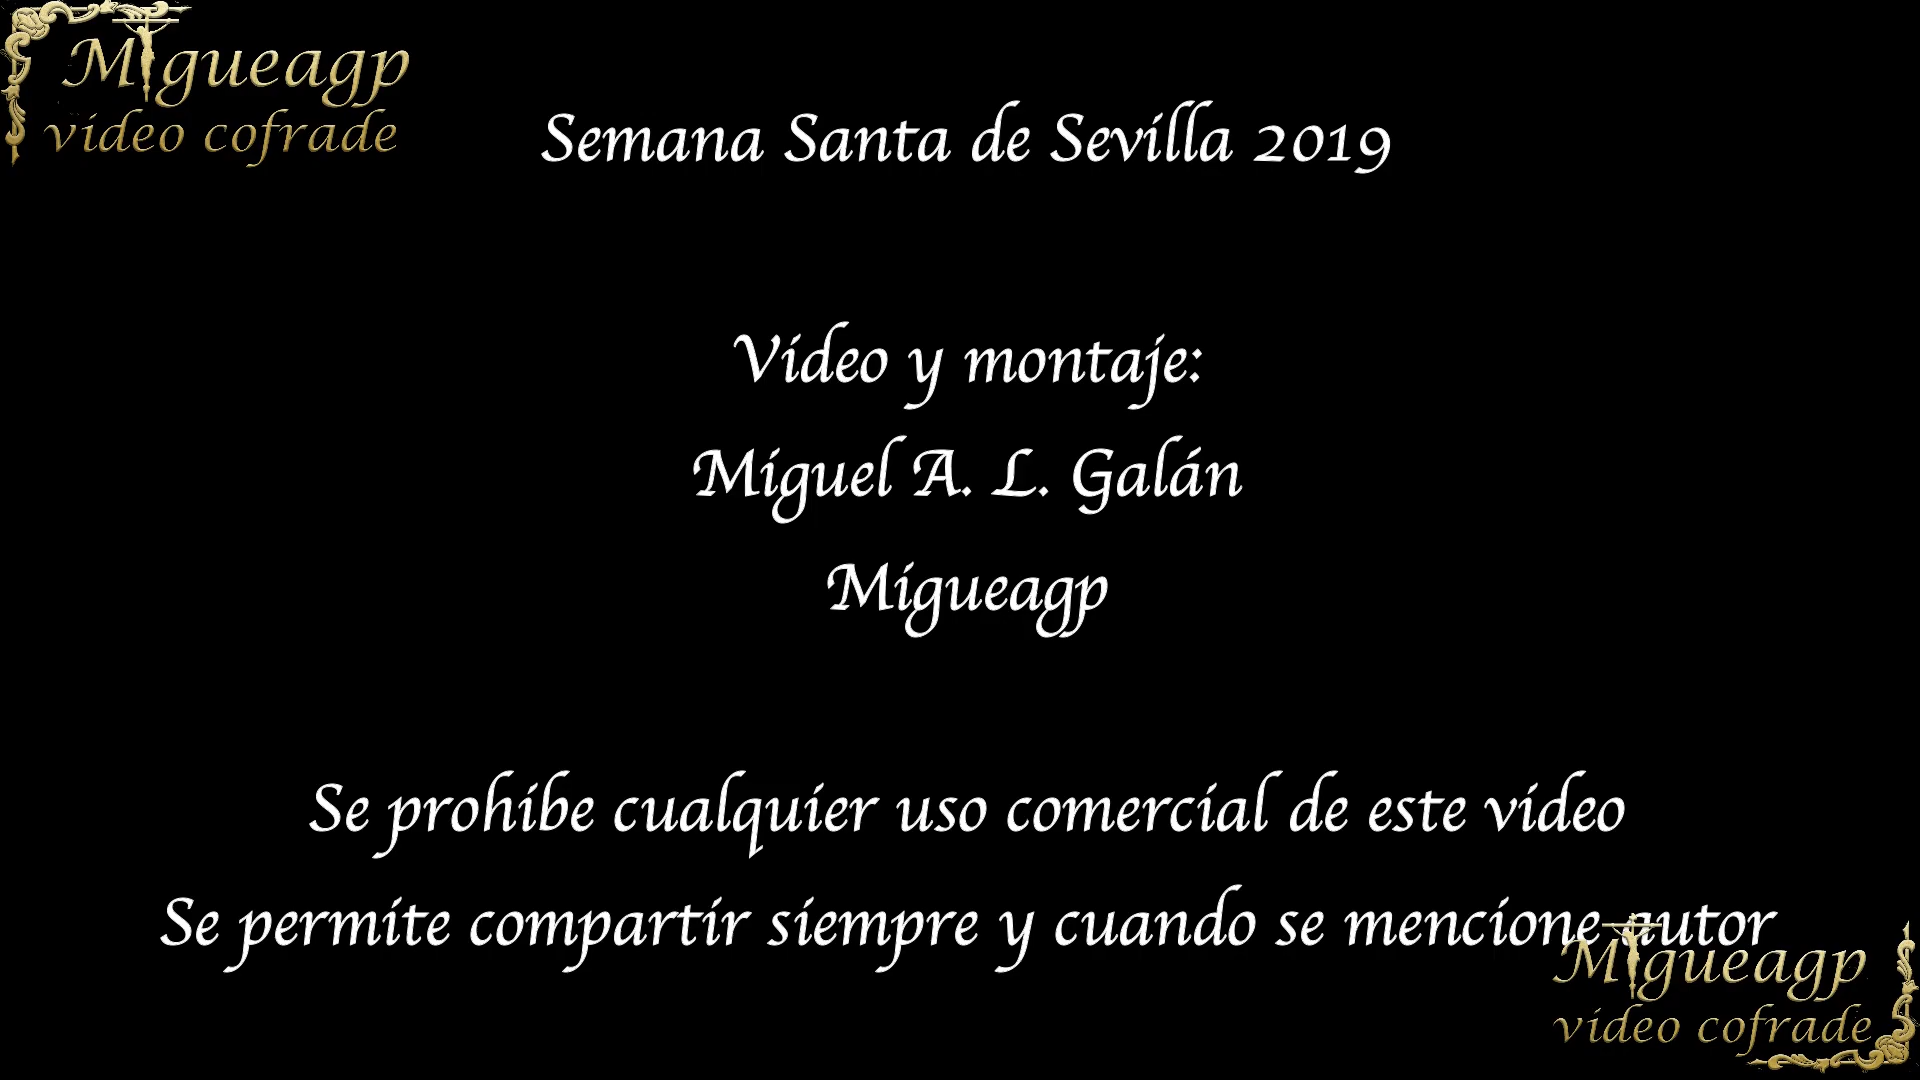 Migueagp
video cofrade
Semana Santa de Sevilla 2019
Video y montaje:
Miguel A. L. Galán
Migueagp
Se prohibe cualquier uso comercial de este video
Se permite compartir siempre y cuando se mencione autor
Migueagp
video cofrade